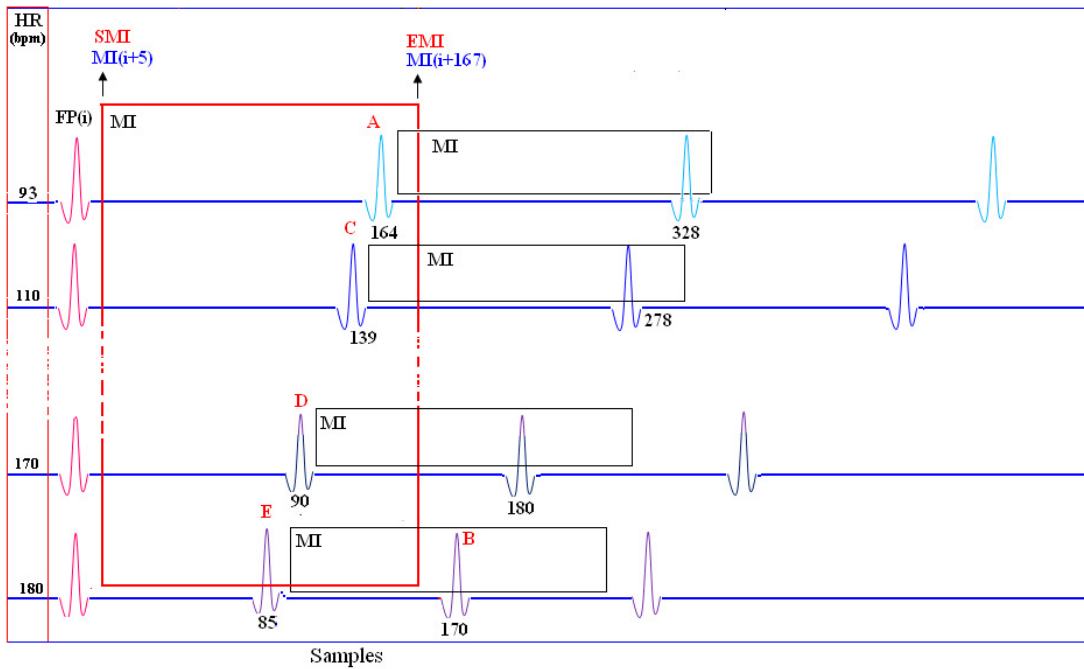 HR
(bpm)
SMI
MI(i+5)
EMI
MI(i+167)
FP(i)
MI
A
MI
93
164
328
C
MI
110
139
278
D
MI
170
90
180
E
MI
B
180
85
170
Samples